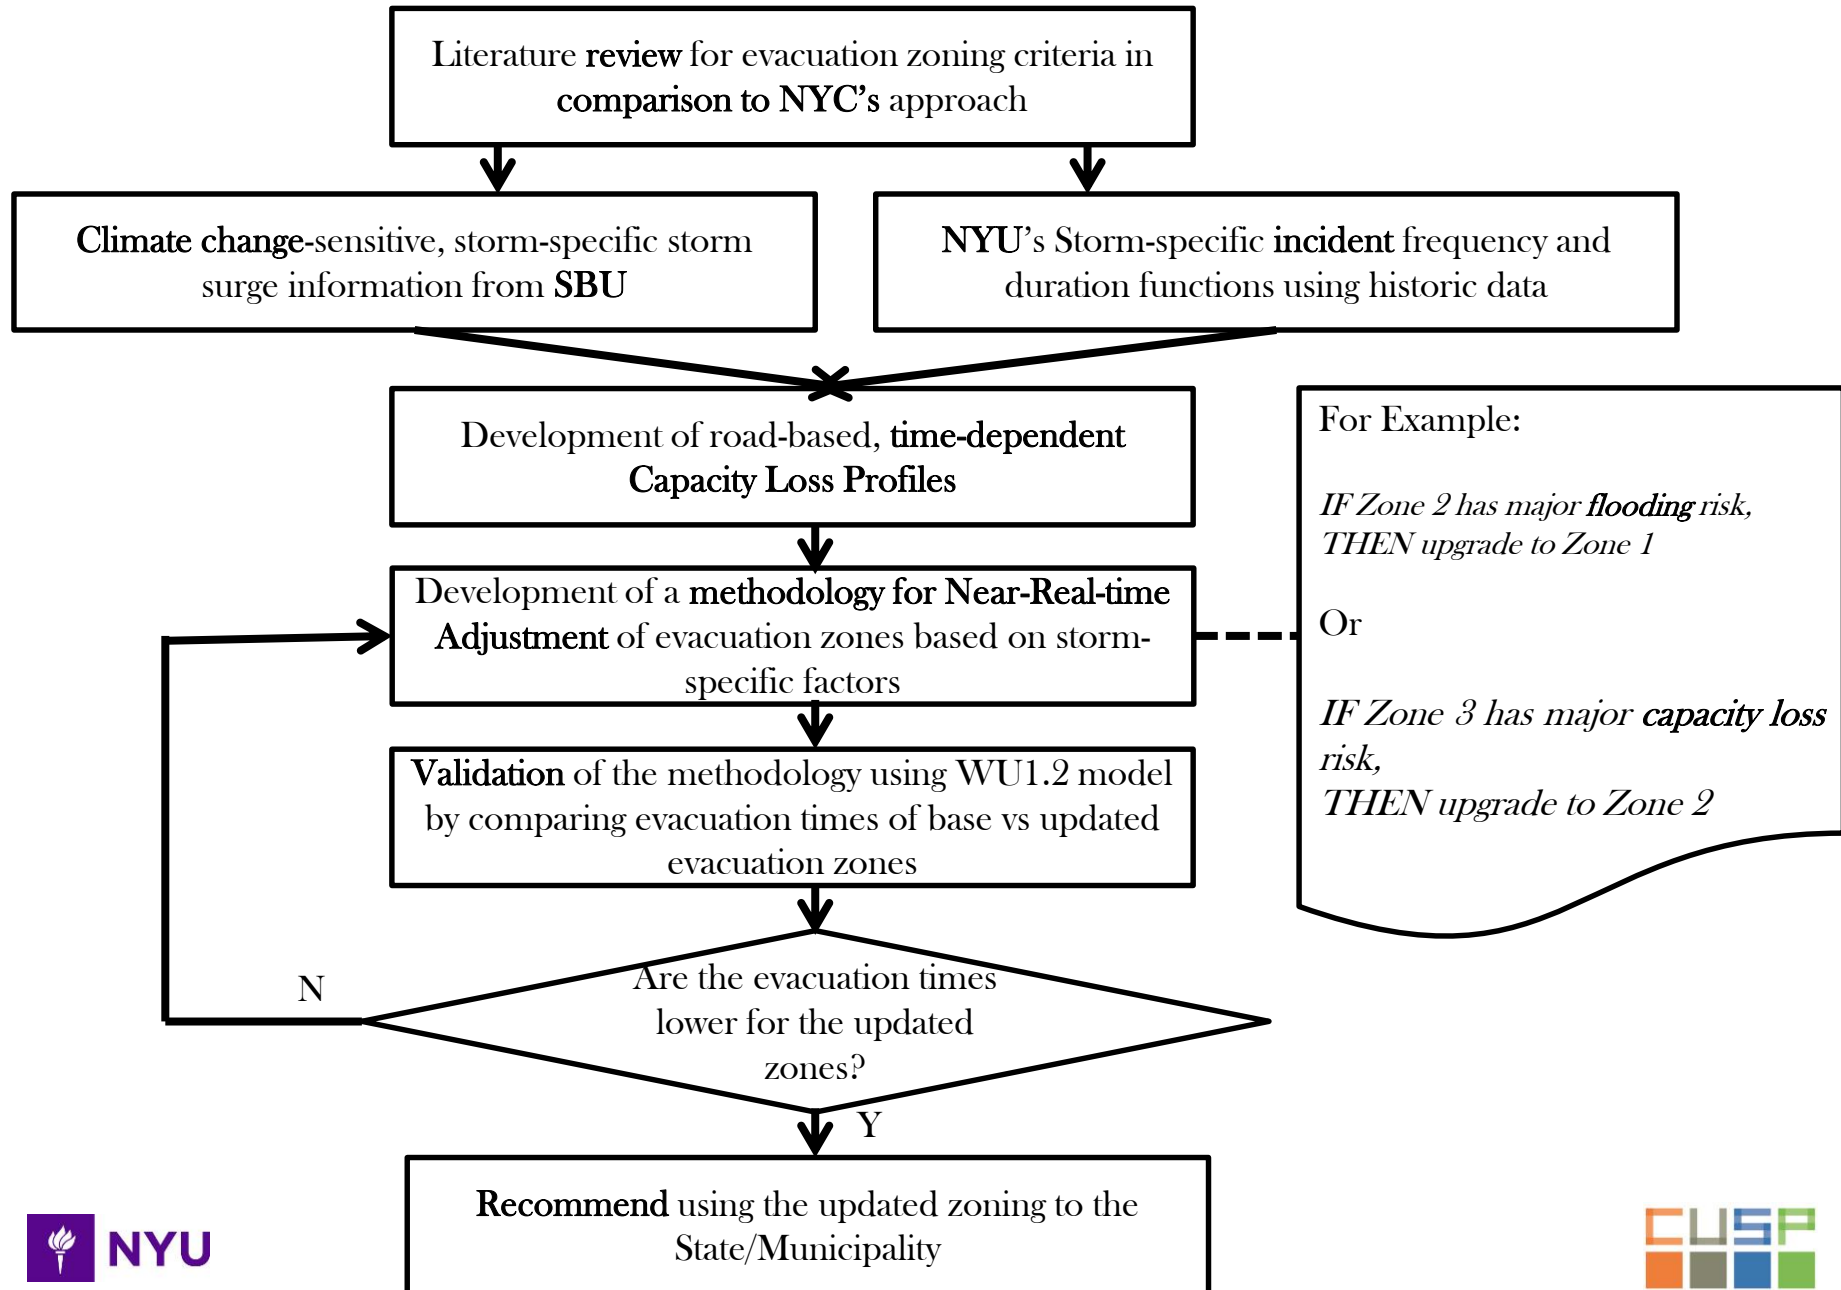 Literature review for evacuation zoning criteria in
comparison to NYC's approach
Climate change-sensitive, storm-specific storm
surge information from SBU
NYU's Storm-specific incident frequency and
duration functions using historic data
Development of road-based, time-dependent
Capacity Loss Profiles
For Example:
IF Zone 2 has major flooding risk,
THEN upgrade to Zone 1
Or
IF Zone 3 has major capacity loss
risk,
THEN upgrade to Zone 2
Development of a methodology for Near-Real-time
Adjustment of evacuation zones based on storm-
specific factors
Validation of the methodology using WU1.2 model
by comparing evacuation times of base vs updated
evacuation zones
N
Are the evacuation times
lower for the updated
zones?
Y
Recommend using the updated zoning to the
State/Municipality
NYU
CUSP